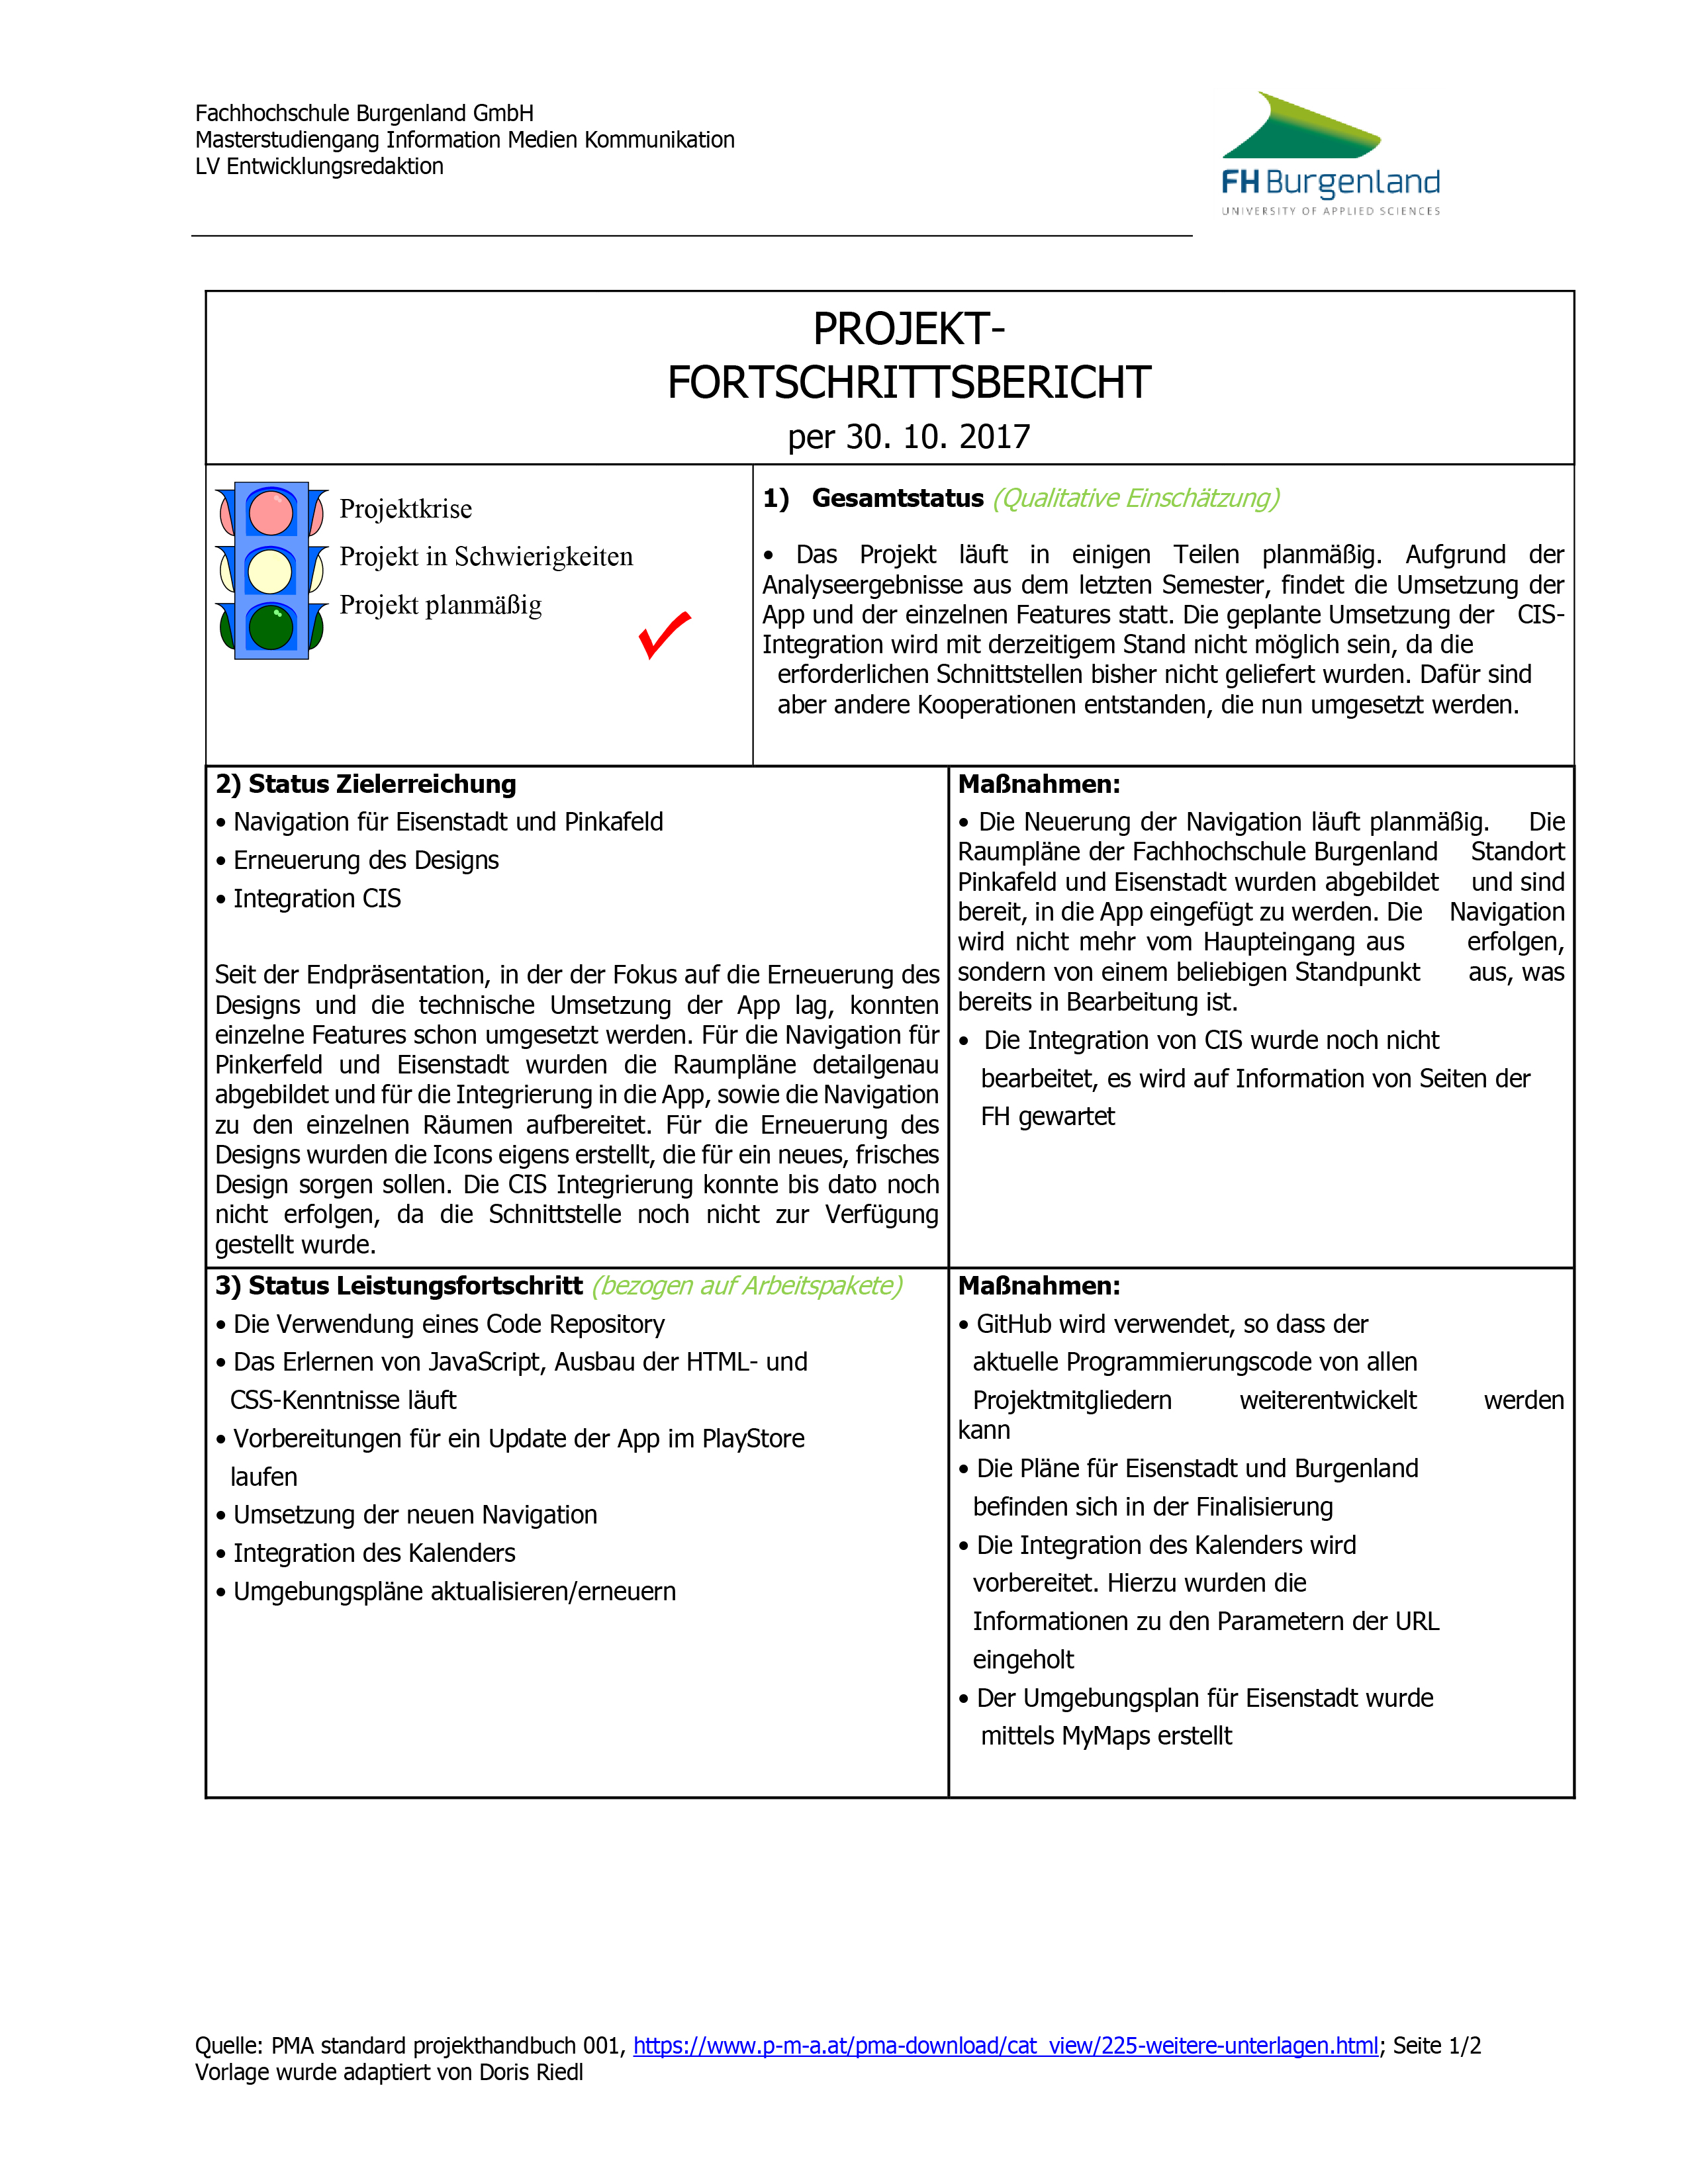 Fachhochschule Burgenland GmbH
Masterstudiengang Information Medien Kommunikation
LV Entwicklungsredaktion
FH Burgenland
UNIVERSITY OF APPLIED SCIENCES
PROJEKT-
FORTSCHRITTSBERICHT
per 30. 10. 2017
Projektkrise
Projekt in Schwierigkeiten
Projekt planmäßig
1) Gesamtstatus (Qualitative Einschätzung)
• Das Projekt läuft in einigen Teilen planmäßig. Aufgrund der
Analyseergebnisse aus dem letzten Semester, findet die Umsetzung der
App und der einzelnen Features statt. Die geplante Umsetzung der CIS-
Integration wird mit derzeitigem Stand nicht möglich sein, da die
erforderlichen Schnittstellen bisher nicht geliefert wurden. Dafür sind
aber andere Kooperationen entstanden, die nun umgesetzt werden.
2) Status Zielerreichung
• Navigation für Eisenstadt und Pinkafeld
• Erneuerung des Designs
• Integration CIS
Seit der Endpräsentation, in der der Fokus auf die Erneuerung des
Designs und die technische Umsetzung der App lag, konnten
einzelne Features schon umgesetzt werden. Für die Navigation für
Pinkerfeld und Eisenstadt wurden die Raumpläne detailgenau
abgebildet und für die Integrierung in die App, sowie die Navigation
zu den einzelnen Räumen aufbereitet. Für die Erneuerung des
Designs wurden die Icons eigens erstellt, die für ein neues, frisches
Design sorgen sollen. Die CIS Integrierung konnte bis dato noch
nicht erfolgen, da die Schnittstelle noch nicht zur Verfügung
gestellt wurde.
Maßnahmen:
• Die Neuerung der Navigation läuft planmäßig. Die
Raumpläne der Fachhochschule Burgenland Standort
Pinkafeld und Eisenstadt wurden abgebildet und sind
bereit, in die App eingefügt zu werden. Die Navigation
wird nicht mehr vom Haupteingang aus erfolgen,
sondern von einem beliebigen Standpunkt aus, was
bereits in Bearbeitung ist.
• Die Integration von CIS wurde noch nicht
bearbeitet, es wird auf Information von Seiten der
FH gewartet
3) Status Leistungsfortschritt (bezogen auf Arbeitspakete)
• Die Verwendung eines Code Repository
• Das Erlernen von JavaScript, Ausbau der HTML- und
CSS-Kenntnisse läuft
• Vorbereitungen für ein Update der App im PlayStore
laufen
• Umsetzung der neuen Navigation
• Integration des Kalenders
• Umgebungspläne aktualisieren/erneuern
Maßnahmen:
• GitHub wird verwendet, so dass der
aktuelle Programmierungscode von allen
Projektmitgliedern weiterentwickelt werden
kann
• Die Pläne für Eisenstadt und Burgenland
befinden sich in der Finalisierung
• Die Integration des Kalenders wird
vorbereitet. Hierzu wurden die
Informationen zu den Parametern der URL
eingeholt
• Der Umgebungsplan für Eisenstadt wurde
mittels MyMaps erstellt
Quelle: PMA standard projekthandbuch 001, https://www.p-m-a.at/pma-download/cat_view/225-weitere-unterlagen.html; Seite 1/2
Vorlage wurde adaptiert von Doris Riedl